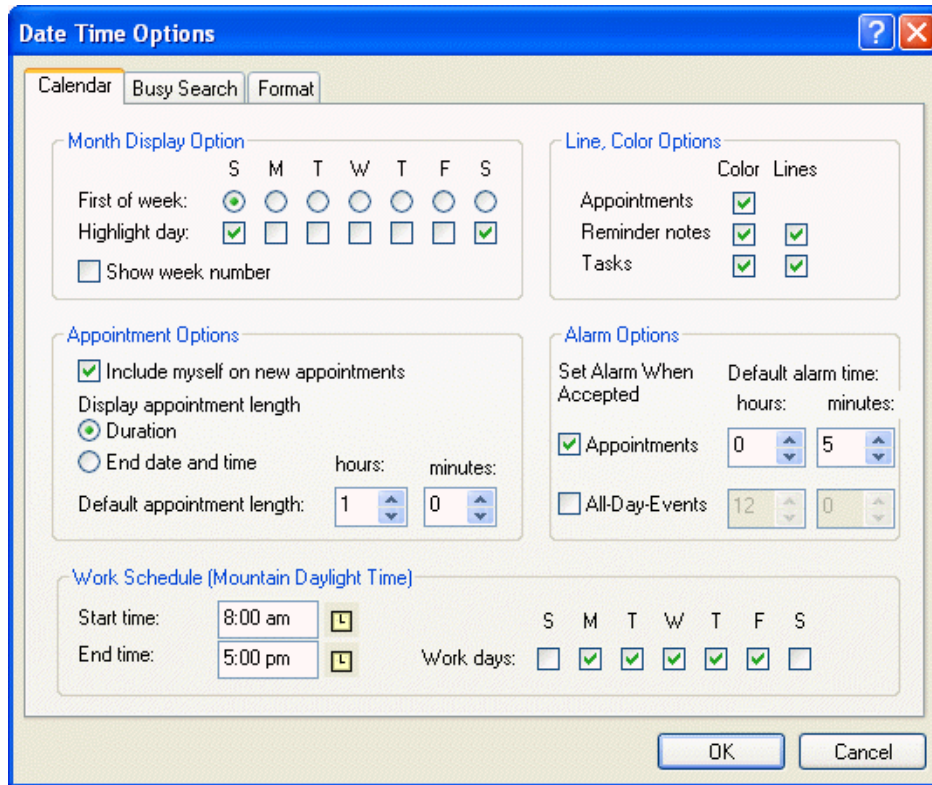 Date Time Options
Calendar Busy Search Format
Month Display Option
S M T W T F S
First of week:
Highlight day:
Show week number
Line, Color Options
Color Lines
Appointments
Reminder notes
Tasks
Appointment Options
Include myself on new appointments
Display appointment length
Duration
End date and time hours: minutes:
Default appointment length: 1 0
Alarm Options
Set Alarm When Accepted
Default alarm time:
hours: minutes:
Appointments 0 5
All-Day-Events 12 0
Work Schedule (Mountain Daylight Time)
Start time: 8:00 am
End time: 5:00 pm
S M T W T F S
Work days:
OK Cancel